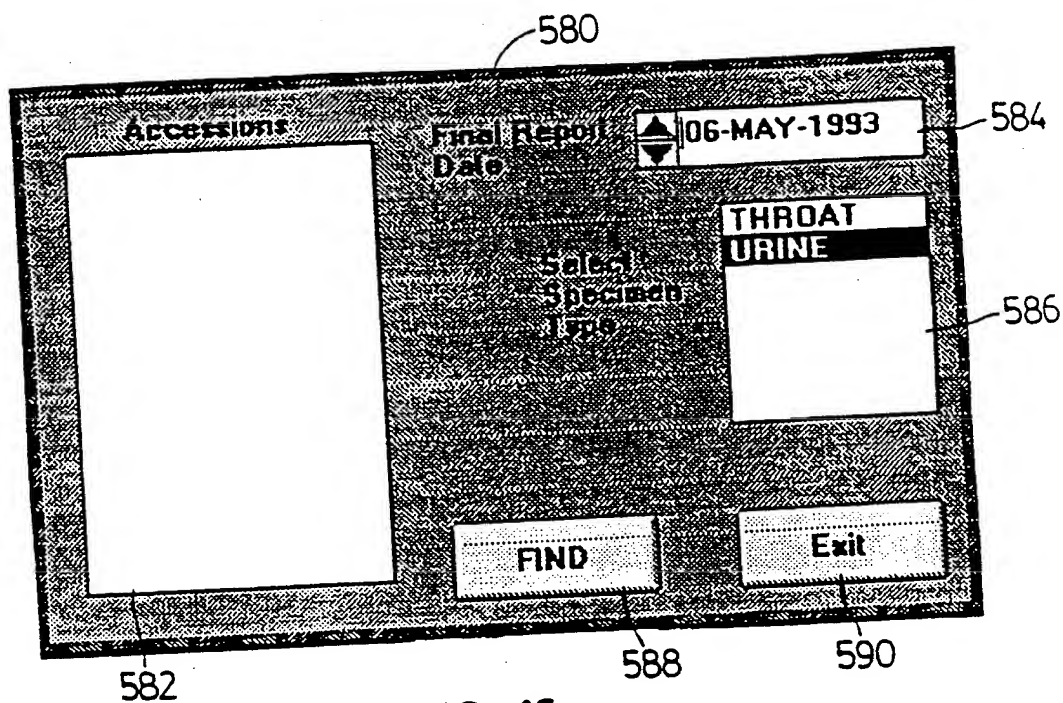 580
Accessions
Final Report
Date
06-MAY-1993
584
THROAT
URINE
Select
Specimen
Type
586
FIND
Exit
582
588
590